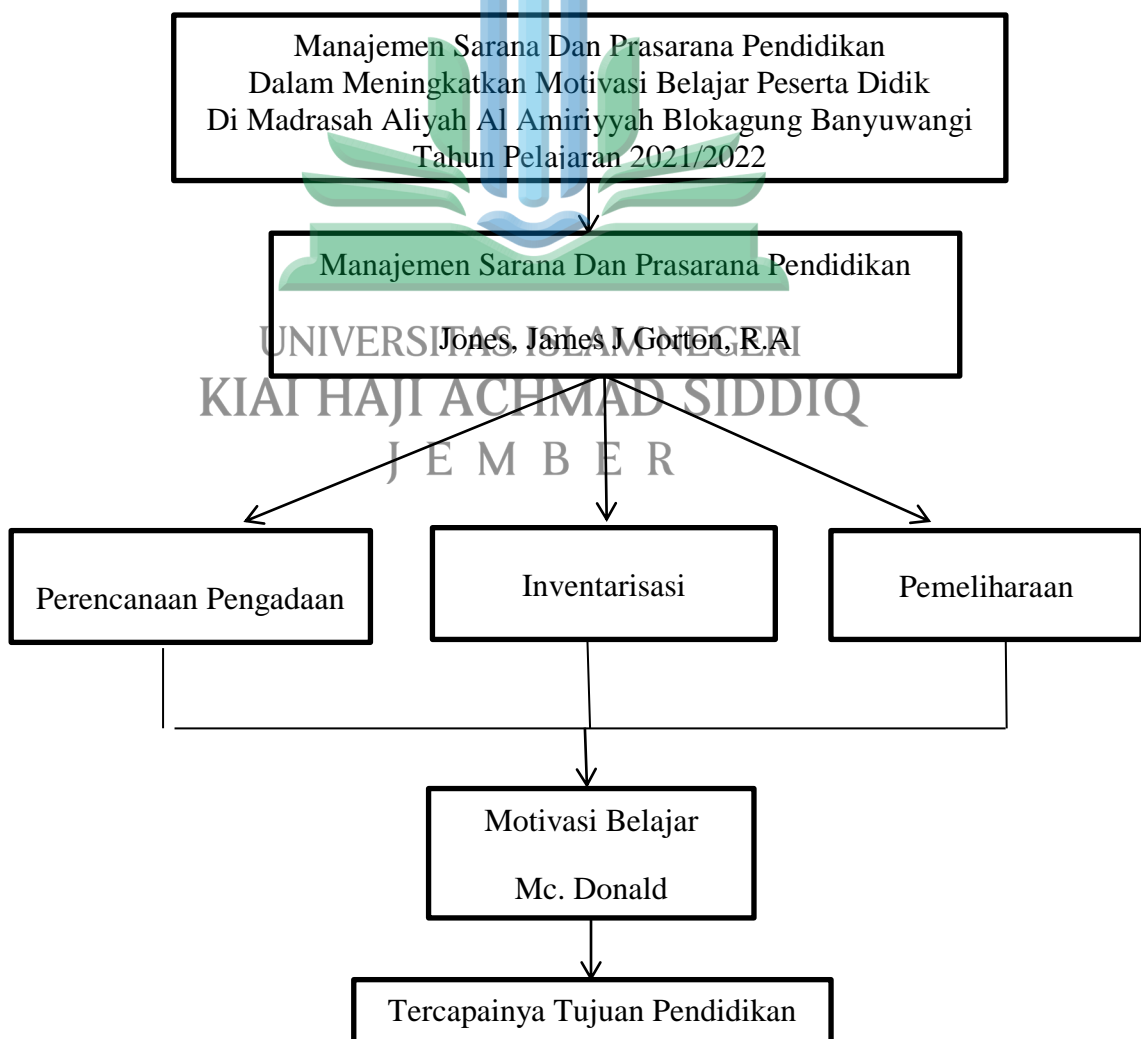 Manajemen Sarana Dan Prasarana Pendidikan
Dalam Meningkatkan Motivasi Belajar Peserta Didik
Di Madrasah Aliyah Al Amiriyyah Blokagung Banyuwangi
Tahun Pelajaran 2021/2022
Manajemen Sarana Dan Prasarana Pendidikan
Jones, James J Gorton, R.A
UNIVERSITAS ISLAM NEGERI
KIAI HAJI ACHMAD SIDDIQ
J E M B E R
Perencanaan Pengadaan
Inventarisasi
Pemeliharaan
Motivasi Belajar
Mc. Donald
Tercapainya Tujuan Pendidikan